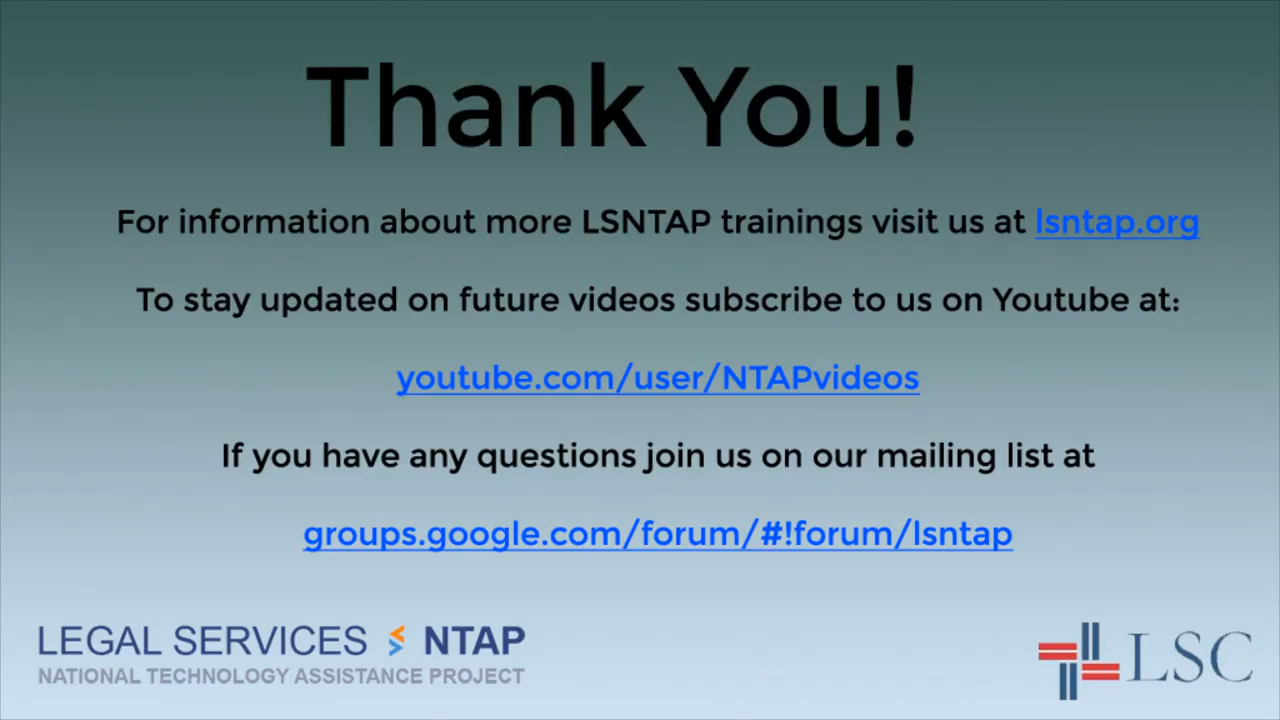 Thank You!
For information about more LSNTAP trainings visit us at lsntap.org
To stay updated on future videos subscribe to us on Youtube at:
youtube.com/user/NTAPvideos
If you have any questions join us on our mailing list at
groups.google.com/forum/#!forum/lsntap
LEGAL SERVICES NTAP
NATIONAL TECHNOLOGY ASSISTANCE PROJECT
LSC